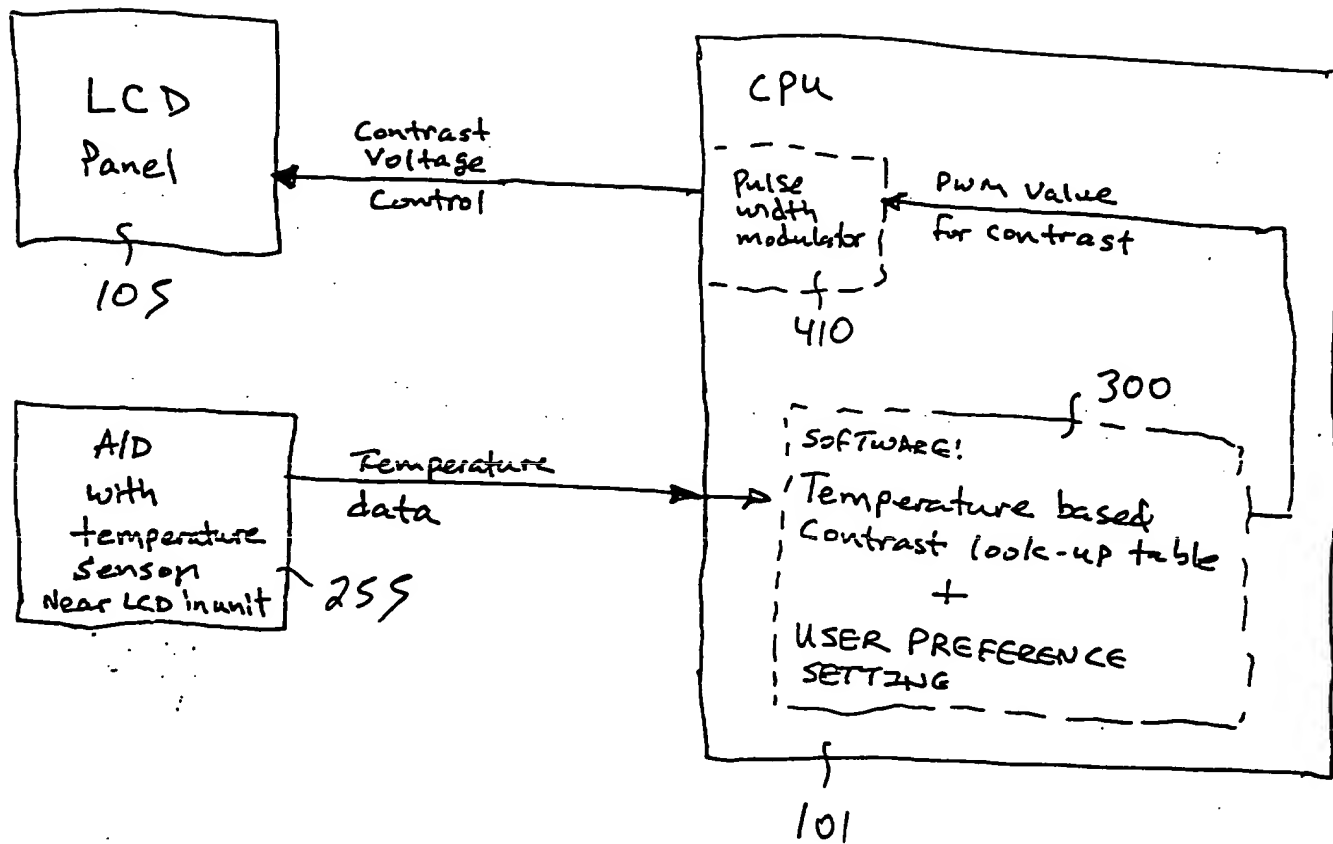 LCD
Panel
105
Contrast
Voltage
Control
CPU
Pulse
width
modulator
410
PWM Value
for contrast
A/D
with
temperature
sensor
Near LCD in unit
255
Temperature
data
300
SOFTWARE:
Temperature based
Contrast look-up table
+
USER PREFERENCE
SETTING
101